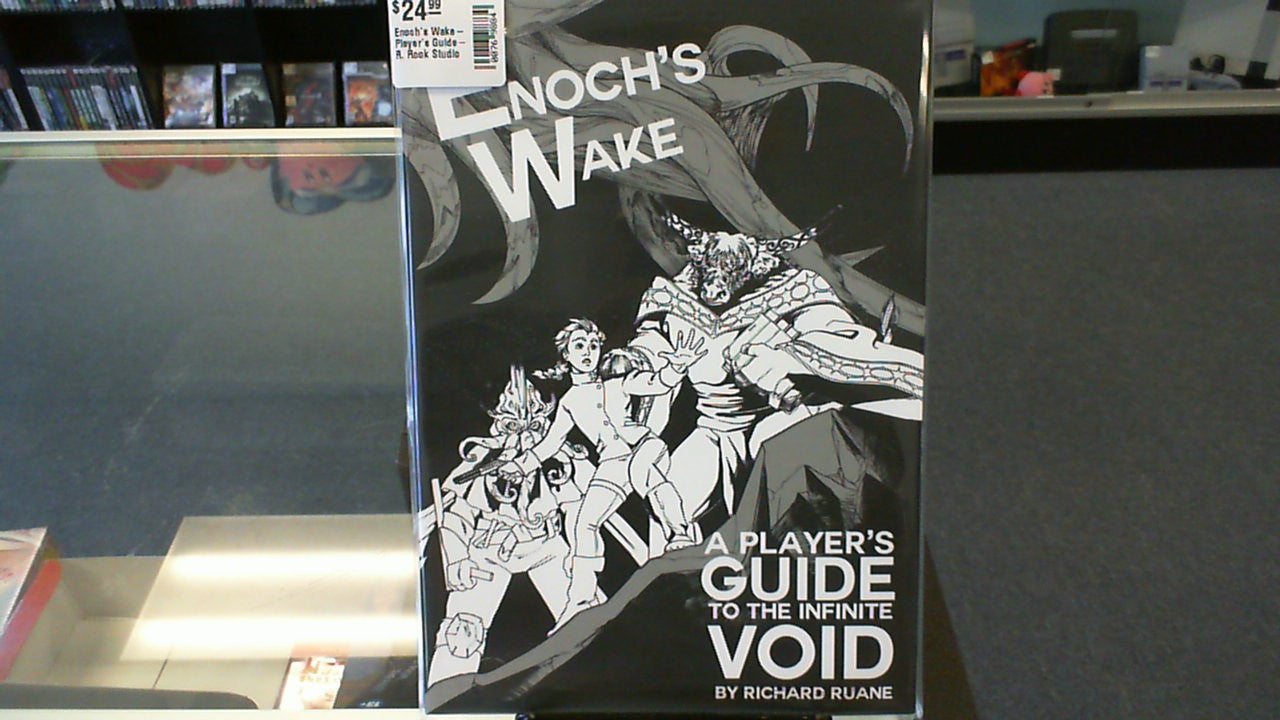 $24.99
Enoch's Wake -
Player's Guide -
R. Rook Studio
ENOCH'S
WAKE
A PLAYER'S
GUIDE
TO THE INFINITE
VOID
BY RICHARD RUANE